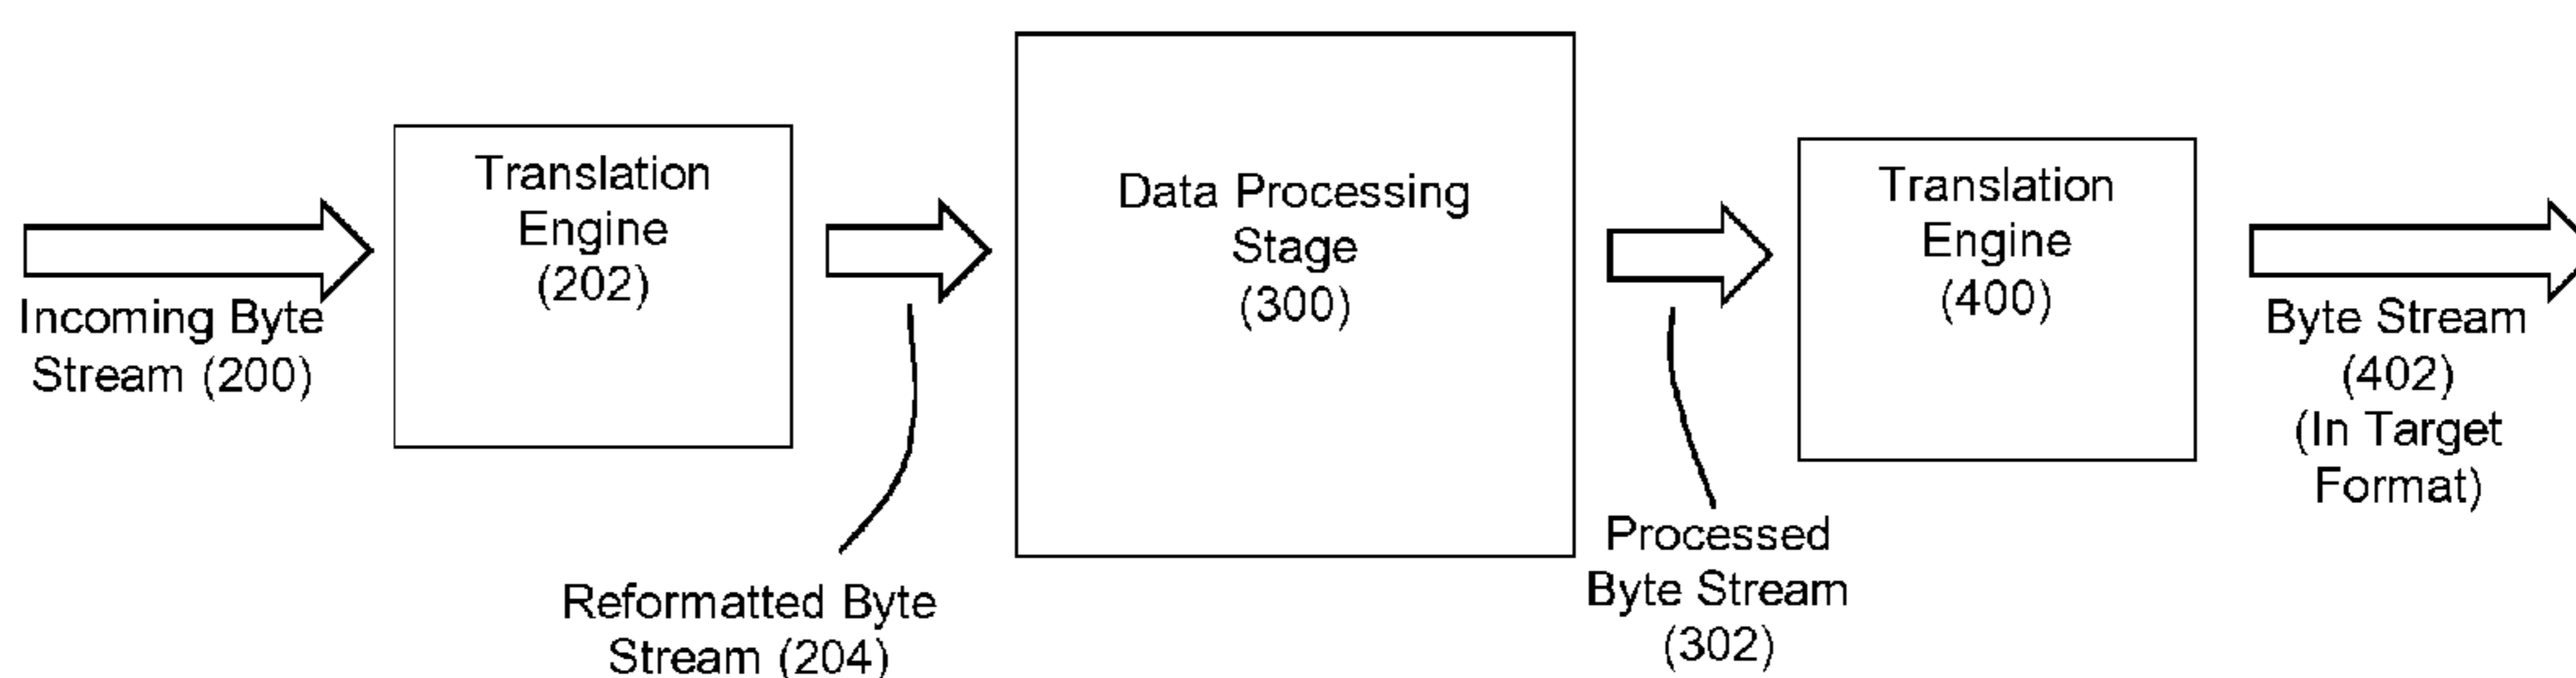 Incoming Byte
Stream (200)
Translation
Engine
(202)
Reformatted Byte
Stream (204)
Data Processing
Stage
(300)
Processed
Byte Stream
(302)
Translation
Engine
(400)
Byte Stream
(402)
(In Target
Format)